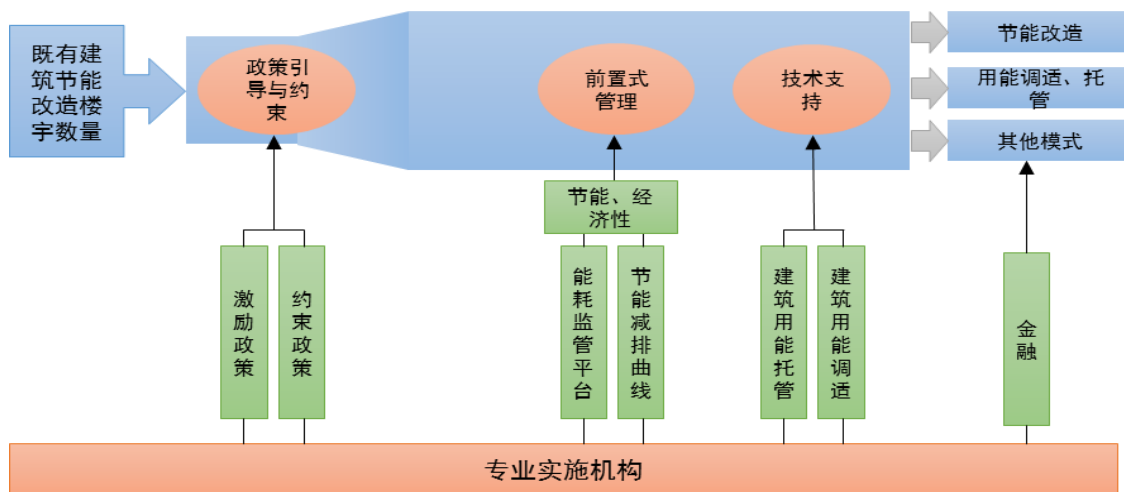 既有建
筑节能
改造楼
宇数量
政策引
导与约
束
前置式
管理
技术支
持
节能改造
用能调适、托
管
其他模式
节能、经
济性
激励政策
约束政策
能耗监管平台
节能减排曲线
建筑用能托管
建筑用能调适
金融
专业实施机构